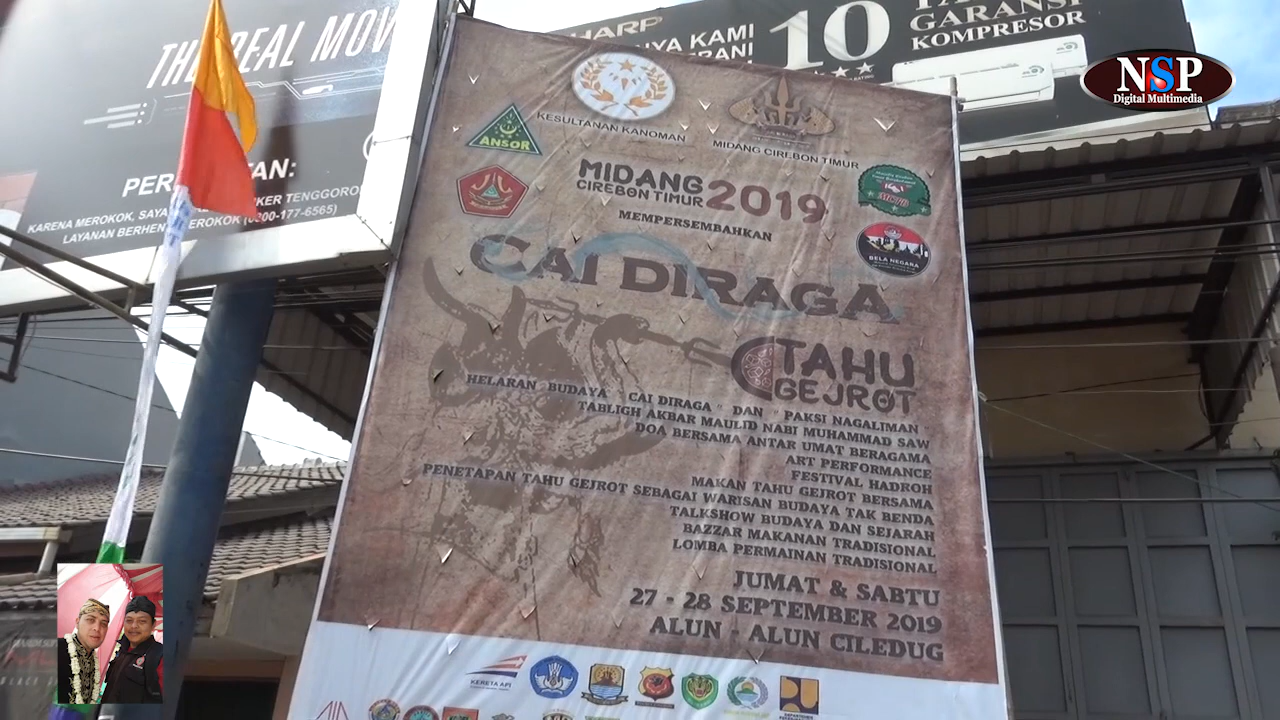 THE REAL MOV
PER
TAN:
KARENA MEROKOK, SAYA
KER TENGGOROK
LAYANAN BERHEN
EROKOK (0800-177-6565)
SHARP
NYA KAMI
10
GARANSI
KOMPRESOR
NSP
Digital Multimedia
KESULTANAN KANOMAN
MIDANG CIREBON TIMUR
ANSOR
MIDANG
CIREBON TIMUR
2019
MEMPERSEMBAHKAN
BELA NEGARA
CAI DIRAGA
TAHU
GEJROT
HELARAN BUDAYA " CAI DIRAGA " DAN " PAKSI NAGALIMAN
TABLIGH AKBAR MAULID NABI MUHAMMAD SAW
DOA BERSAMA ANTAR UMAT BERAGAMA
ART PERFORMANCE
FESTIVAL HADROH
MAKAN TAHU GEJROT BERSAMA
PENETAPAN TAHU GEJROT SEBAGAI WARISAN BUDAYA TAK BENDA
TALKSHOW BUDAYA DAN SEJARAH
BAZZAR MAKANAN TRADISIONAL
LOMBA PERMAINAN TRADISIONAL
JUMAT & SABTU
27 - 28 SEPTEMBER 2019
ALUN - ALUN CILEDUG
KERETA API